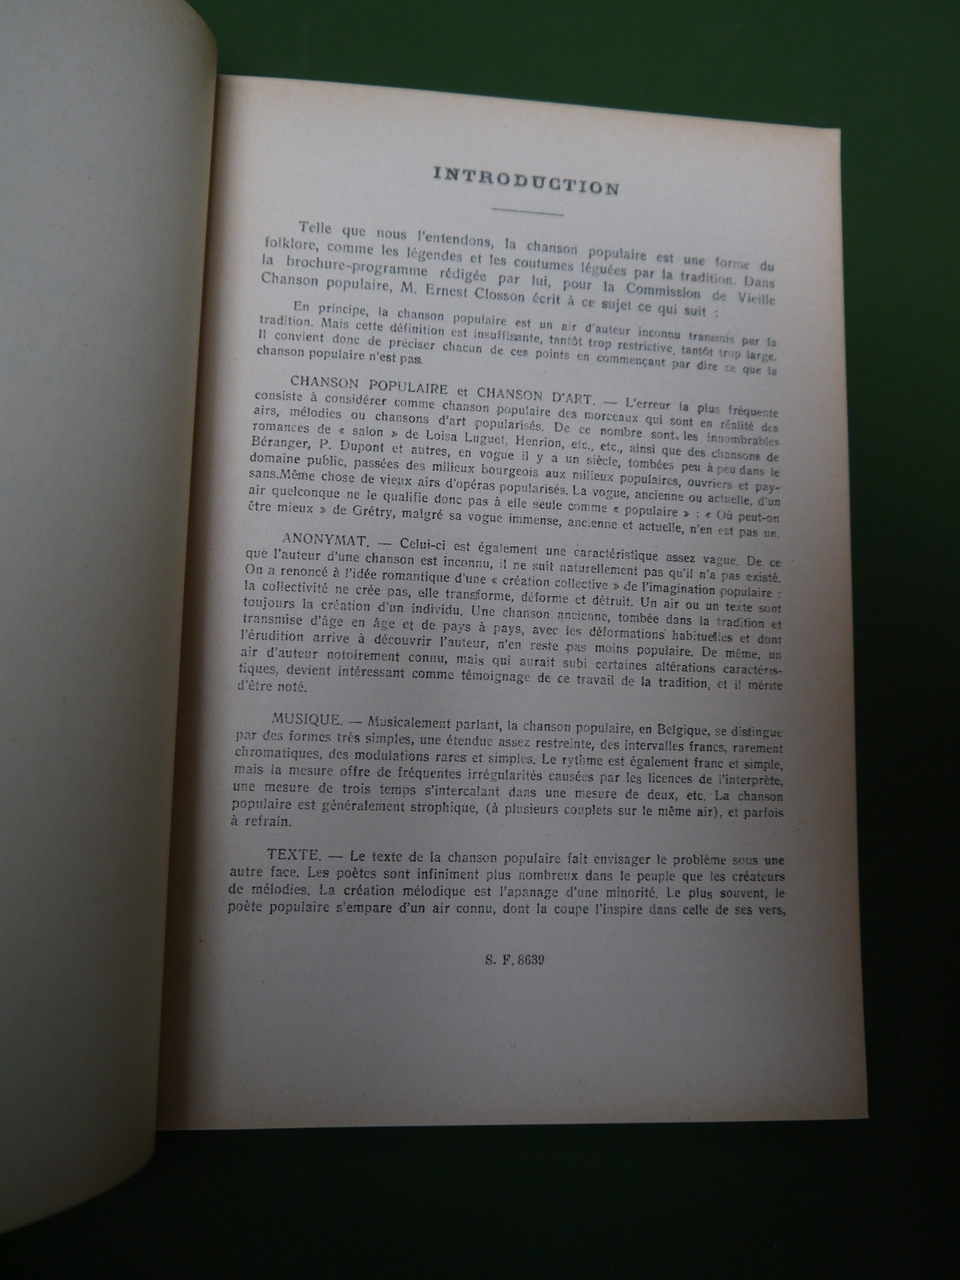 INTRODUCTION
Telle que nous l'entendons, la chanson populaire est une forme du
folklore, comme les légendes et les coutumes léguées par la tradition. Dans
la brochure-programme rédigée par lui, pour la Commission de Vieille
Chanson populaire, M. Ernest Closson écrit à ce sujet ce qui suit :
En principe, la chanson populaire est un air d'auteur inconnu transmis par la
tradition. Mais cette définition est insuffisante, tantôt trop restrictive, tantôt trop large.
Il convient donc de préciser chacun de ces points en commençant par dire ce que la
chanson populaire n'est pas.
CHANSON POPULAIRE et CHANSON D'ART. — L'erreur la plus fréquente
consiste à considérer comme chanson populaire des morceaux qui sont en réalité des
airs, mélodies ou chansons d'art popularisés. De ce nombre sont, les innombrables
romances de « salon » de Loisa Luguet, Henrion, etc., etc., ainsi que des chansons de
Béranger, P. Dupont et autres, en vogue il y a un siècle, tombées peu à peu dans le
domaine public, passées des milieux bourgeois aux milieux populaires, ouvriers et pay-
sans.Même chose de vieux airs d'opéras popularisés. La vogue, ancienne ou actuelle, d'un
air quelconque ne le qualifie donc pas à elle seule comme « populaire » : « Où peut-on
être mieux » de Grétry, malgré sa vogue immense, ancienne et actuelle, n'en est pas un.
ANONYMAT. — Celui-ci est également une caractéristique assez vague. De ce
que l'auteur d'une chanson est inconnu, il ne suit naturellement pas qu'il n'a pas existé.
On a renoncé à l'idée romantique d'une « création collective » de l'imagination populaire :
la collectivité ne crée pas, elle transforme, déforme et détruit. Un air ou un texte sont
toujours la création d'un individu. Une chanson ancienne, tombée dans la tradition et
transmise d'âge en âge et de pays à pays, avec les déformations habituelles et dont
l'érudition arrive à découvrir l'auteur, n'en reste pas moins populaire. De même, un
air d'auteur notoirement connu, mais qui aurait subi certaines altérations caractéris-
tiques, devient intéressant comme témoignage de ce travail de la tradition, et il mérite
d'être noté.
MUSIQUE. — Musicalement parlant, la chanson populaire, en Belgique, se distingue
par des formes très simples, une étendue assez restreinte, des intervalles francs, rarement
chromatiques, des modulations rares et simples. Le rythme est également franc et simple,
mais la mesure offre de fréquentes irrégularités causées par les licences de l'interprète,
une mesure de trois temps s'intercalant dans une mesure de deux, etc. La chanson
populaire est généralement strophique, (à plusieurs couplets sur le même air), et parfois
à refrain.
TEXTE. — Le texte de la chanson populaire fait envisager le problème sous une
autre face. Les poètes sont infiniment plus nombreux dans le peuple que les créateurs
de mélodies. La création mélodique est l'apanage d'une minorité. Le plus souvent, le
poète populaire s'empare d'un air connu, dont la coupe l'inspire dans celle de ses vers,
S. F. 8639